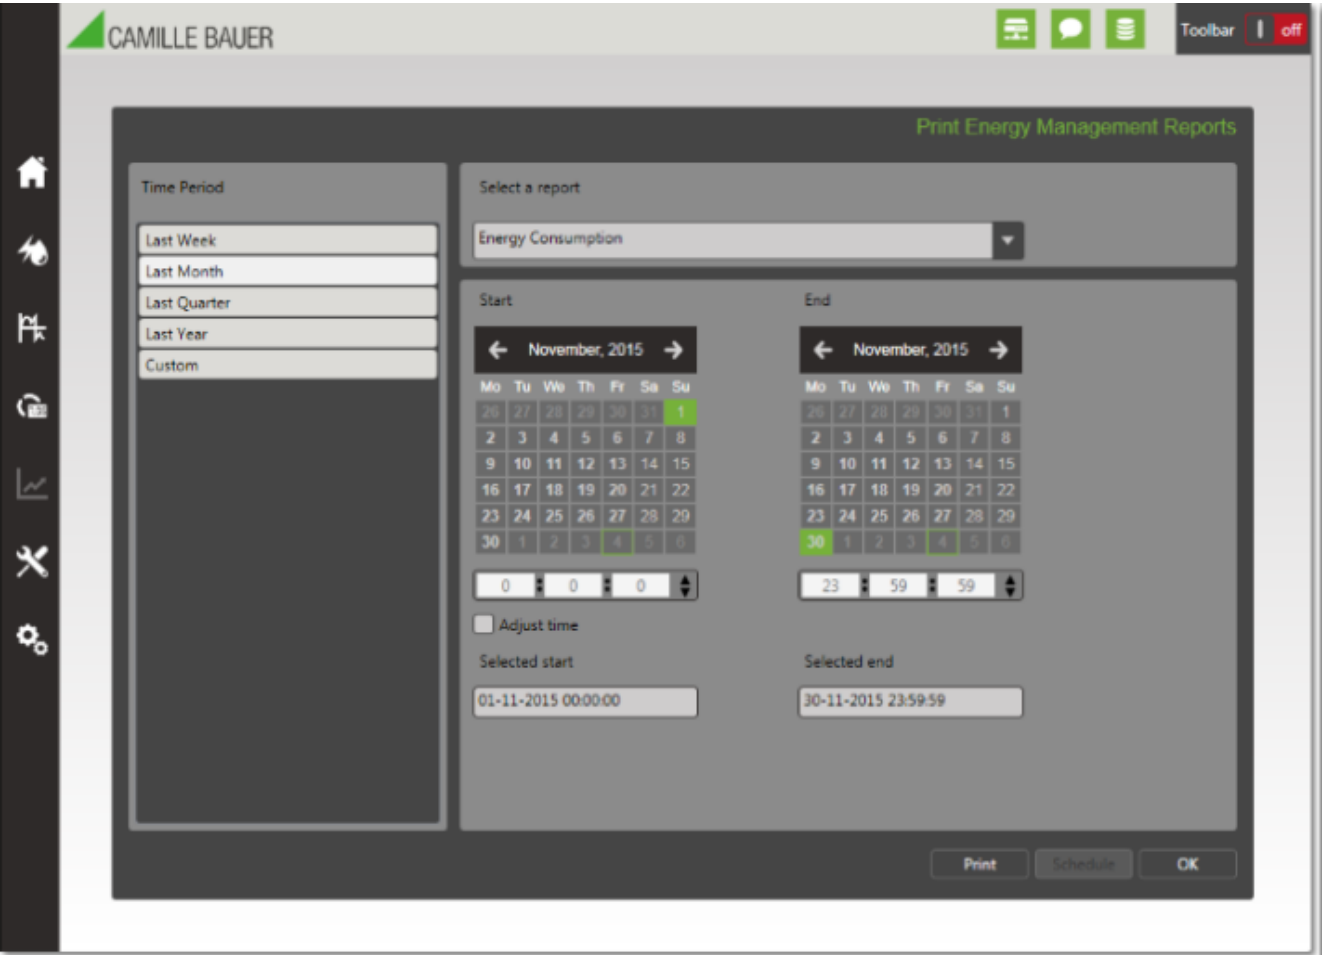 CAMILLE BAUER
Toolbar off
Print Energy Management Reports
Time Period
Last Week
Last Month
Last Quarter
Last Year
Custom
Select a report
Energy Consumption
Start
November, 2015
Mo Tu We Th Fr Sa Su
26 27 28 29 30 31 1
2 3 4 5 6 7 8
9 10 11 12 13 14 15
16 17 18 19 20 21 22
23 24 25 26 27 28 29
30 1 2 3 4 5 6
0 : 0 : 0
Adjust time
Selected start
01-11-2015 00:00:00
End
November, 2015
Mo Tu We Th Fr Sa Su
26 27 28 29 30 31 1
2 3 4 5 6 7 8
9 10 11 12 13 14 15
16 17 18 19 20 21 22
23 24 25 26 27 28 29
30 1 2 3 4 5 6
23 : 59 : 59
Selected end
30-11-2015 23:59:59
Print Schedule OK